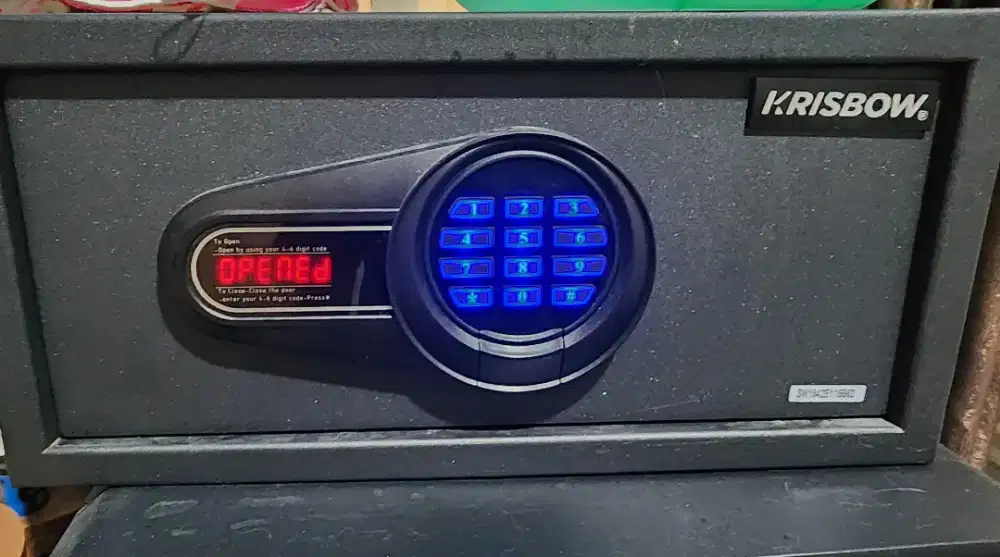 KRISBOW®
To Open
-Open by using your 4-6 digit code
OPENEd
To Close-Close the door
-enter your 4-6 digit code-Press#
1 2 3
4 5 6
7 8 9
* 0 #